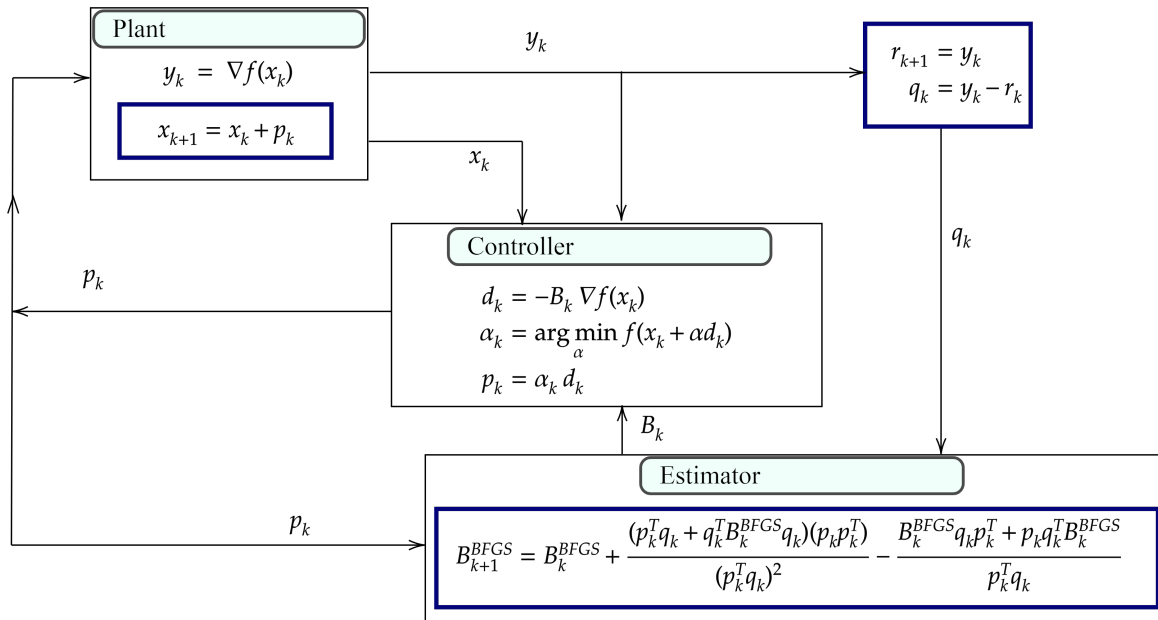 Plant
y_k = ∇f(x_k)
x_{k+1} = x_k + p_k
y_k
r_{k+1} = y_k
q_k = y_k − r_k
x_k
Controller
d_k = −B_k ∇f(x_k)
α_k = arg min_α f(x_k + αd_k)
p_k = α_k d_k
p_k
q_k
B_k
Estimator
p_k
B_{k+1}^{BFGS} = B_k^{BFGS} + \frac{(p_k^T q_k + q_k^T B_k^{BFGS} q_k)(p_k p_k^T)}{(p_k^T q_k)^2} − \frac{B_k^{BFGS} q_k p_k^T + p_k q_k^T B_k^{BFGS}}{p_k^T q_k}